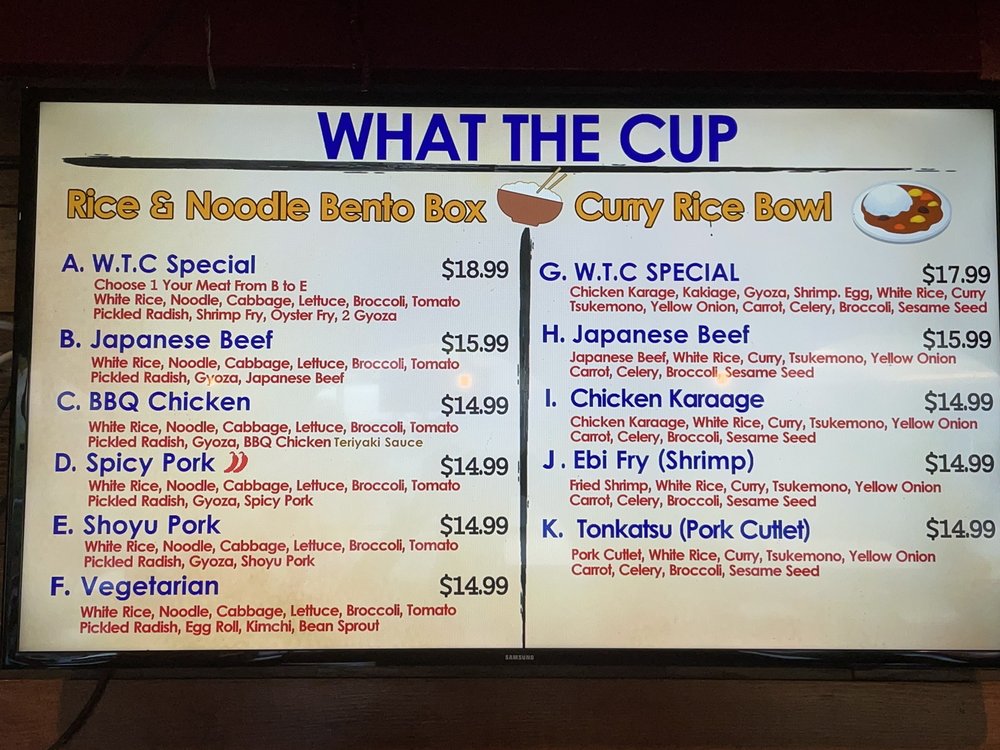 WHAT THE CUP
Rice & Noodle Bento Box
A. W.T.C Special $18.99
Choose 1 Your Meat From B to E
White Rice, Noodle, Cabbage, Lettuce, Broccoli, Tomato
Pickled Radish, Shrimp Fry, Oyster Fry, 2 Gyoza
B. Japanese Beef $15.99
White Rice, Noodle, Cabbage, Lettuce, Broccoli, Tomato
Pickled Radish, Gyoza, Japanese Beef
C. BBQ Chicken $14.99
White Rice, Noodle, Cabbage, Lettuce, Broccoli, Tomato
Pickled Radish, Gyoza, BBQ Chicken Teriyaki Sauce
D. Spicy Pork $14.99
White Rice, Noodle, Cabbage, Lettuce, Broccoli, Tomato
Pickled Radish, Gyoza, Spicy Pork
E. Shoyu Pork $14.99
White Rice, Noodle, Cabbage, Lettuce, Broccoli, Tomato
Pickled Radish, Gyoza, Shoyu Pork
F. Vegetarian $14.99
White Rice, Noodle, Cabbage, Lettuce, Broccoli, Tomato
Pickled Radish, Egg Roll, Kimchi, Bean Sprout
Curry Rice Bowl
G. W.T.C SPECIAL $17.99
Chicken Karage, Kakiage, Gyoza, Shrimp. Egg, White Rice, Curry
Tsukemono, Yellow Onion, Carrot, Celery, Broccoli, Sesame Seed
H. Japanese Beef $15.99
Japanese Beef, White Rice, Curry, Tsukemono, Yellow Onion
Carrot, Celery, Broccoli, Sesame Seed
I. Chicken Karaage $14.99
Chicken Karaage, White Rice, Curry, Tsukemono, Yellow Onion
Carrot, Celery, Broccoli, Sesame Seed
J. Ebi Fry (Shrimp) $14.99
Fried Shrimp, White Rice, Curry, Tsukemono, Yellow Onion
Carrot, Celery, Broccoli, Sesame Seed
K. Tonkatsu (Pork Cutlet) $14.99
Pork Cutlet, White Rice, Curry, Tsukemono, Yellow Onion
Carrot, Celery, Broccoli, Sesame Seed
SAMSUNG